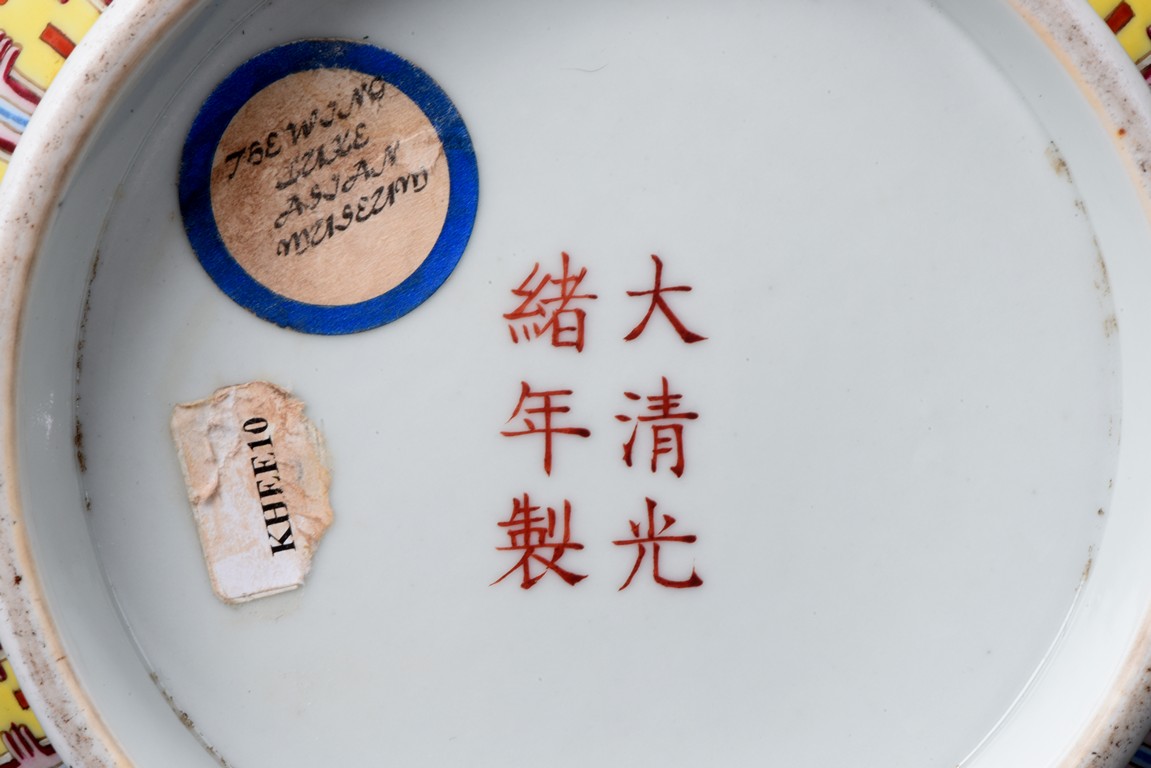 THE WING
LUKE
ASIAN
MUSEUM
KHEE10
大清光
緒年製